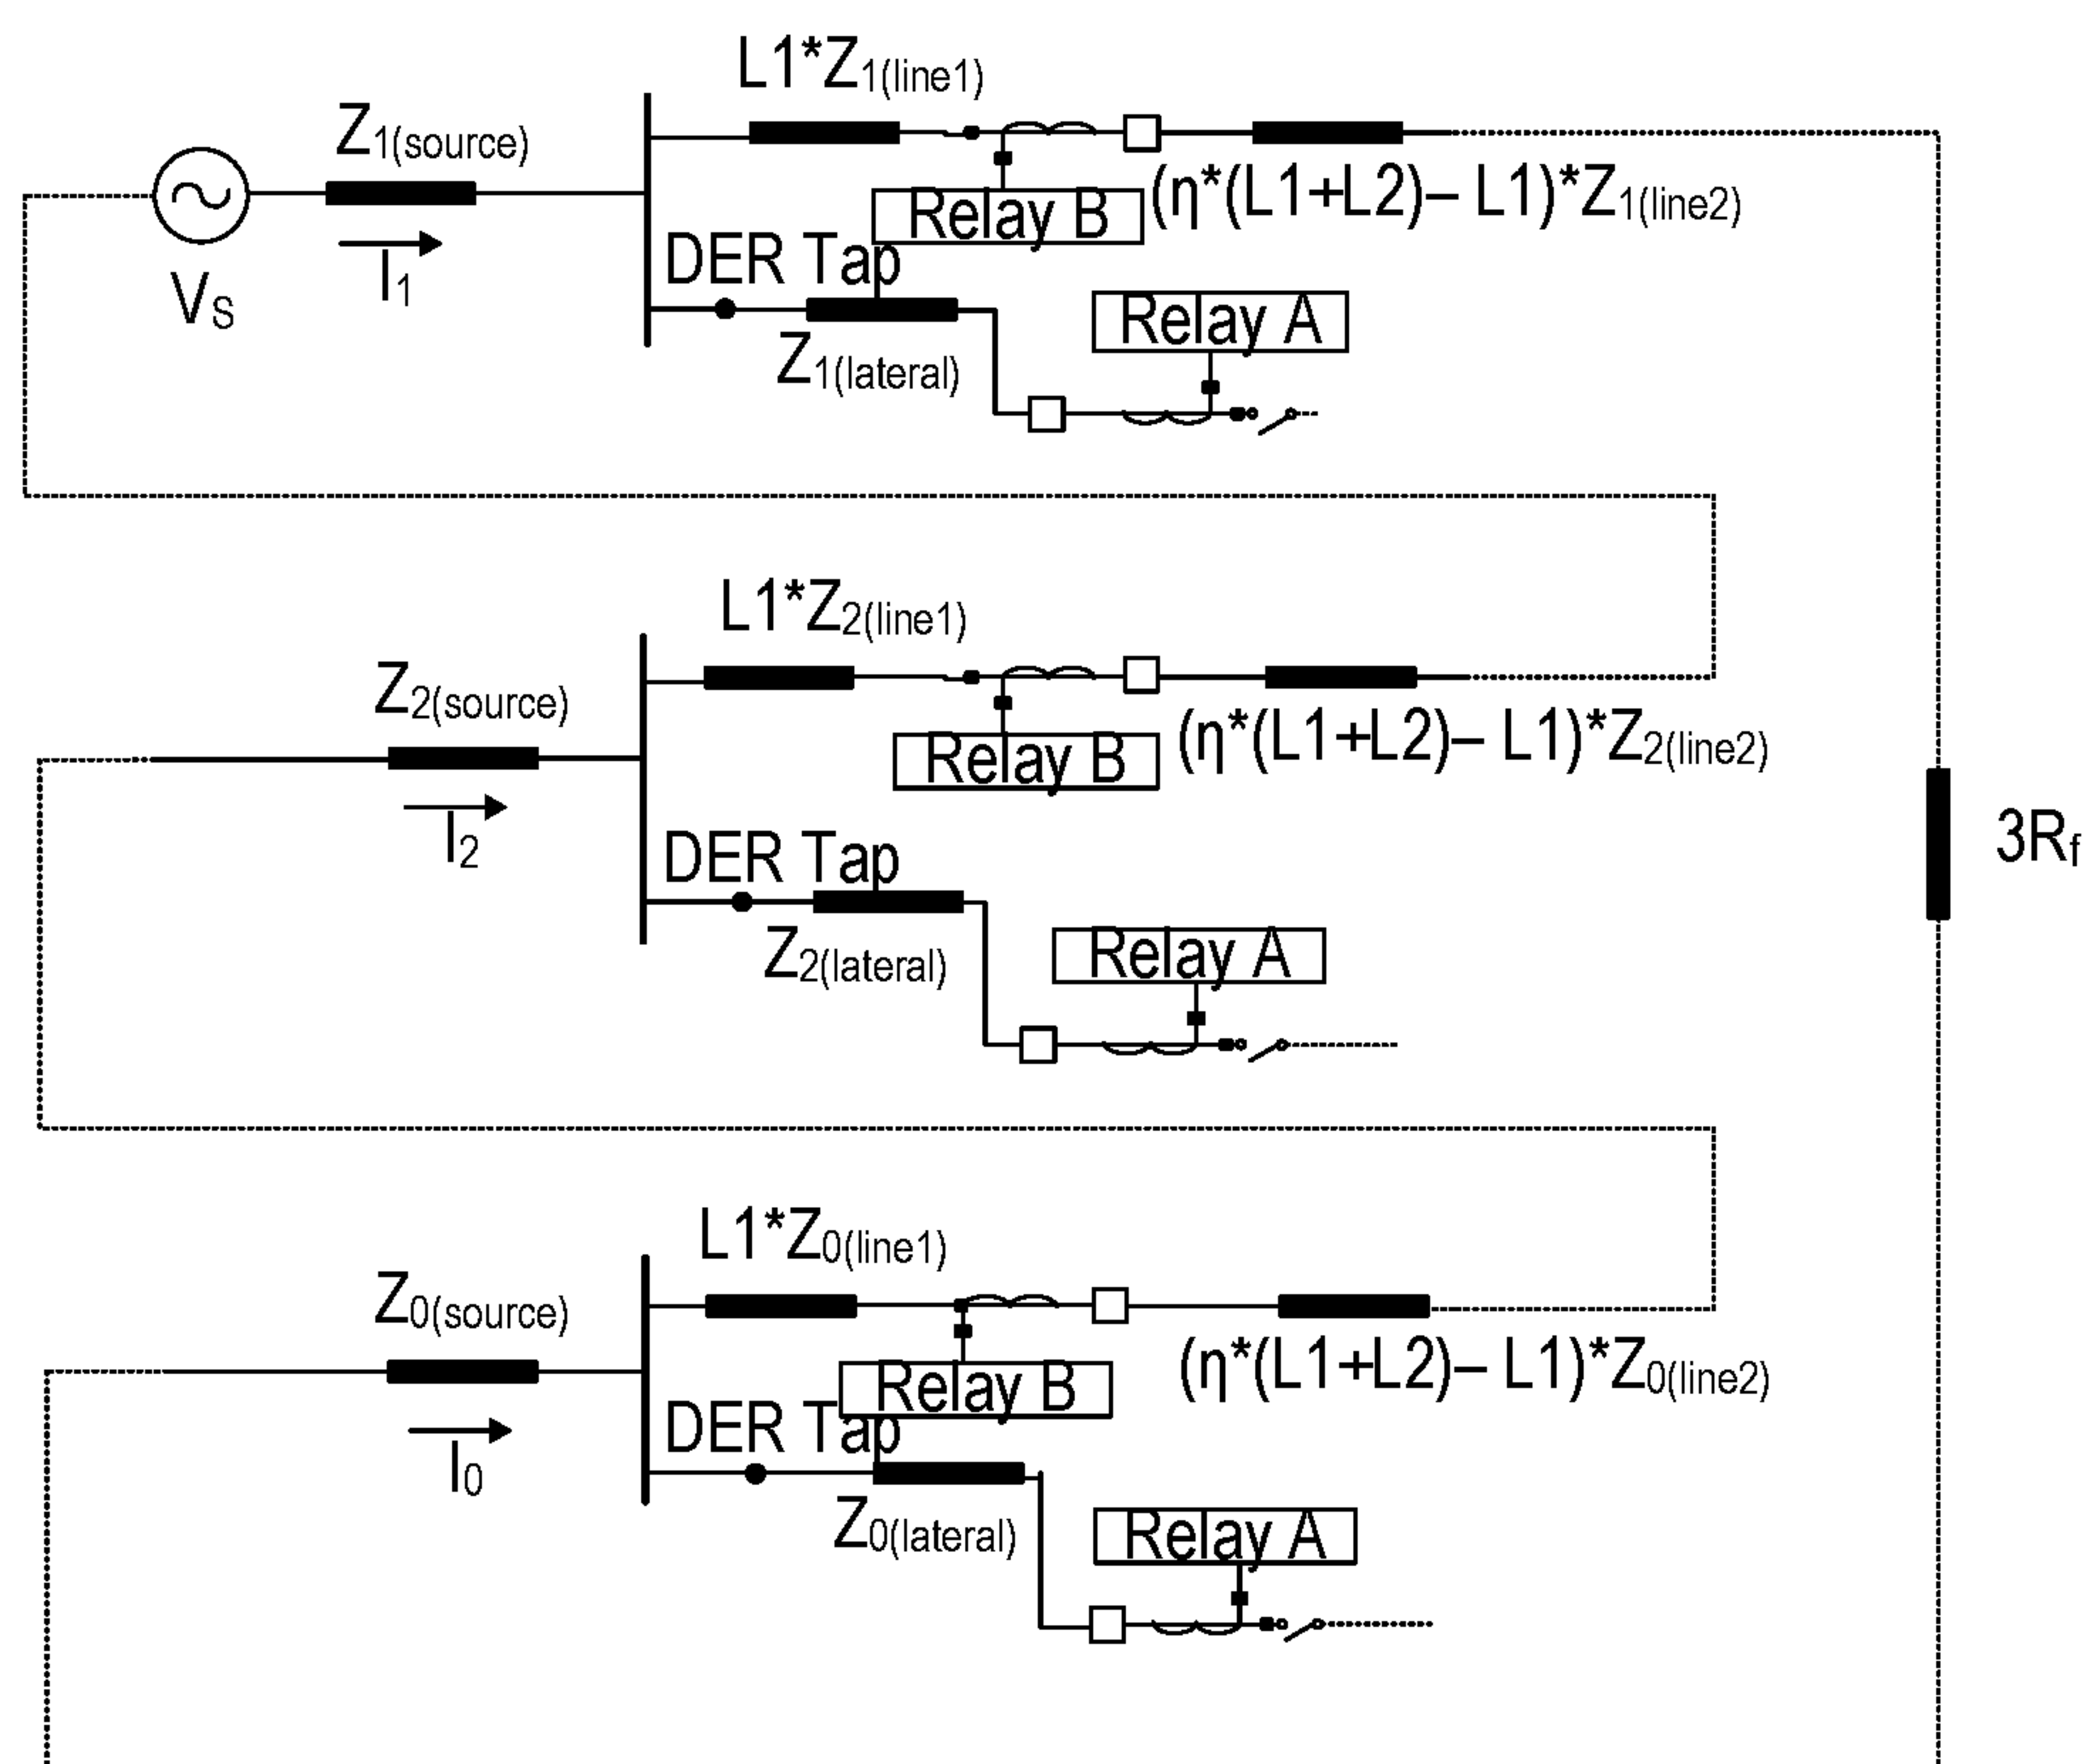 L1*Z1(line1)
Z1(source)
Relay B
(η*(L1+L2)– L1)*Z1(line2)
I1
VS
DER Tap
Relay A
Z1(lateral)
L1*Z2(line1)
Z2(source)
Relay B
(η*(L1+L2)– L1)*Z2(line2)
I2
3Rf
DER Tap
Relay A
Z2(lateral)
L1*Z0(line1)
Z0(source)
Relay B
(η*(L1+L2)– L1)*Z0(line2)
I0
DER Tap
Z0(lateral)
Relay A